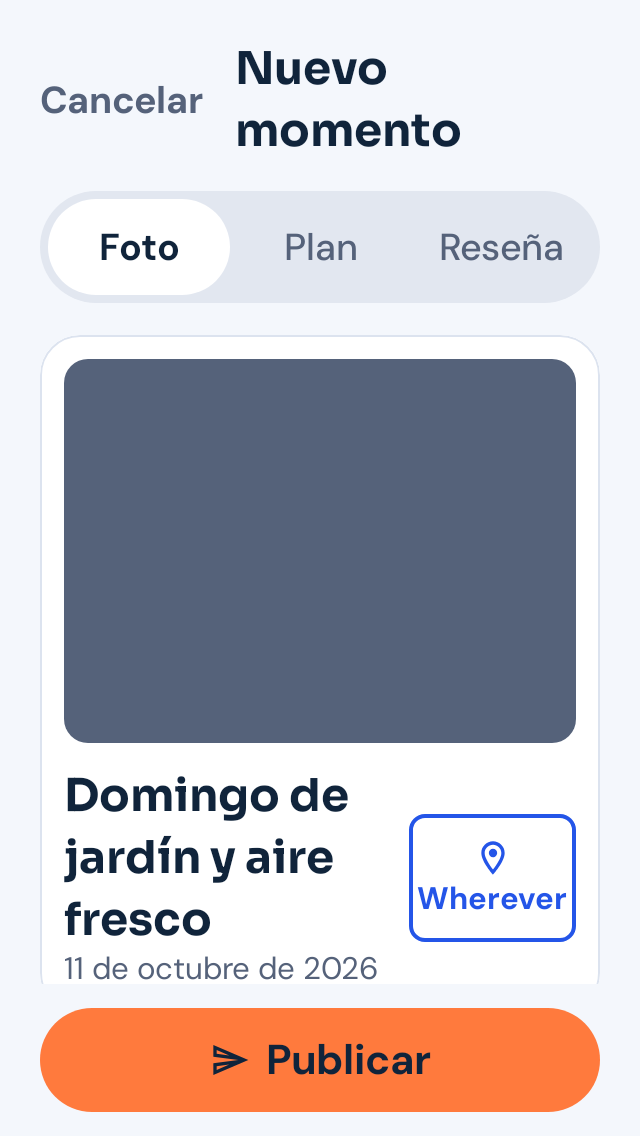 Cancelar
Nuevo
momento
Foto
Plan
Reseña
Domingo de
jardín y aire
fresco
11 de octubre de 2026
Wherever
Publicar